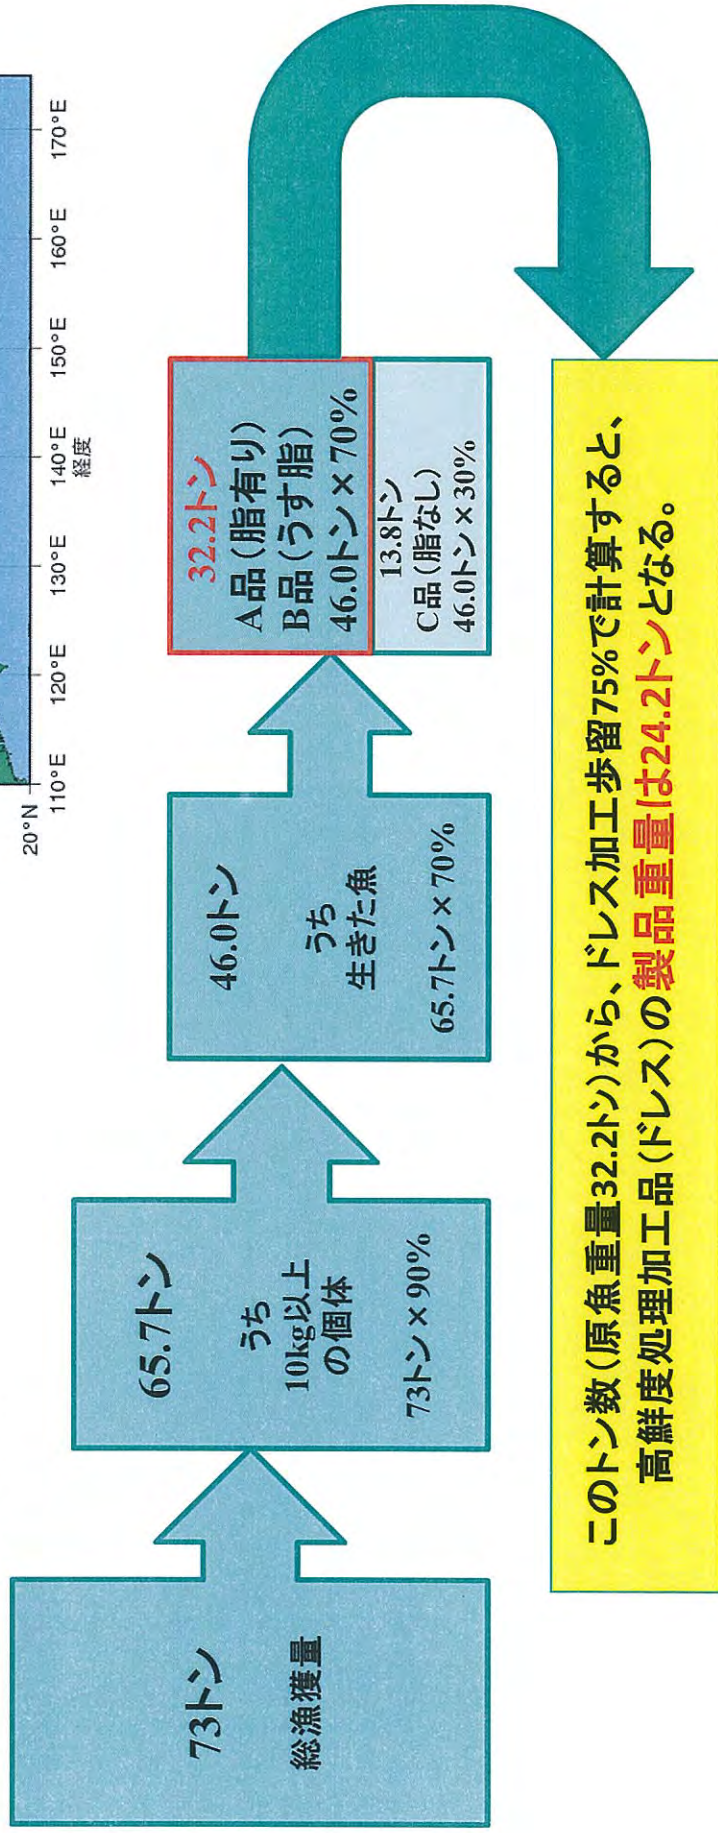 20°N
110°E 120°E 130°E 140°E 150°E 160°E 170°E
経度
73トン
総漁獲量
65.7トン
うち
10kg以上
の個体
73トン×90%
46.0トン
うち
生きた魚
65.7トン×70%
32.2トン
A品(脂有り)
B品(うす脂)
46.0トン×70%
13.8トン
C品(脂なし)
46.0トン×30%
このトン数(原魚重量32.2トン)から、ドレス加工歩留75%で計算すると、
高鮮度処理加工品(ドレス)の製品重量は24.2トンとなる。